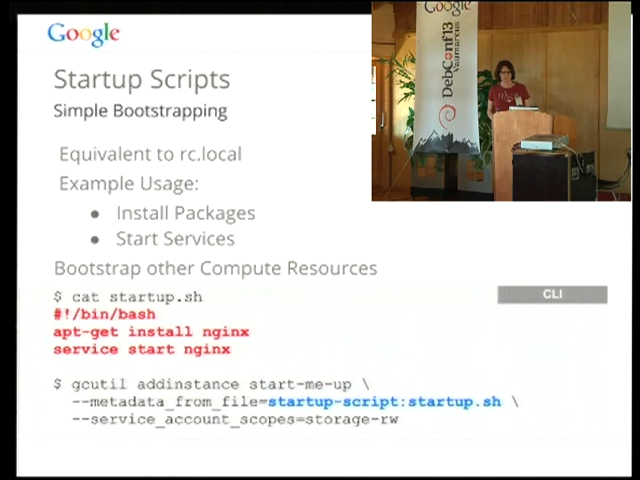 Google
Startup Scripts
Simple Bootstrapping
Equivalent to rc.local
Example Usage:
● Install Packages
● Start Services
Bootstrap other Compute Resources
CLI
$ cat startup.sh
#!/bin/bash
apt-get install nginx
service start nginx
$ gcutil addinstance start-me-up \
--metadata_from_file=startup-script:startup.sh \
--service_account_scopes=storage-rw
Google
DebConf13
Vaumarcus